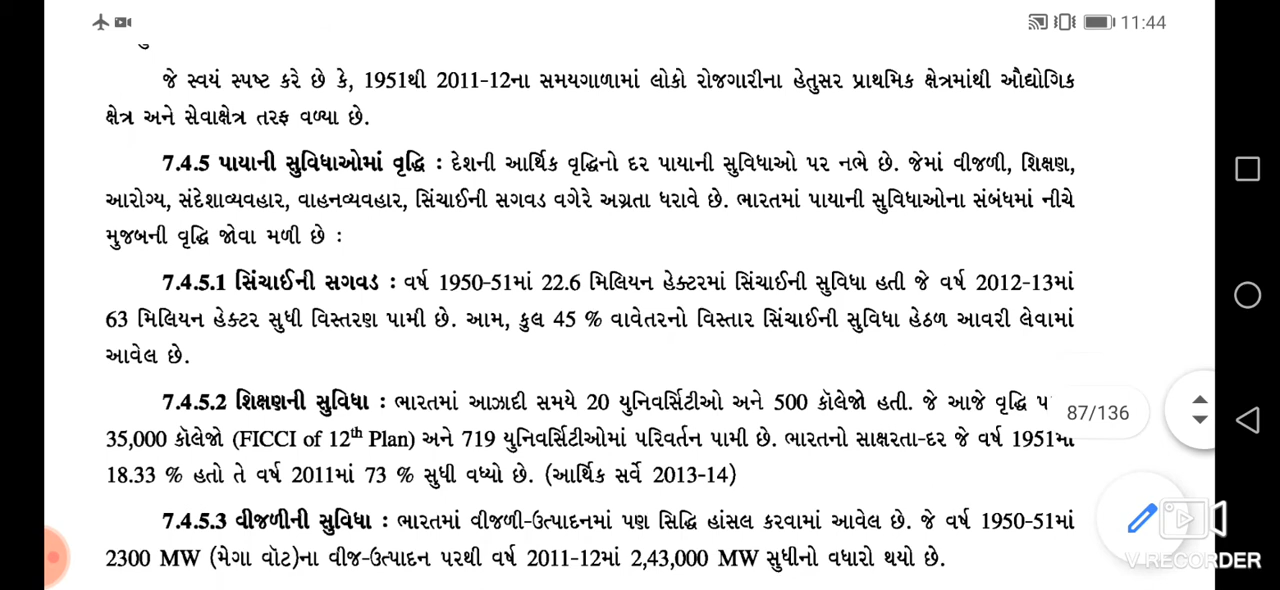 11:44
જે સ્વયં સ્પષ્ટ કરે છે કે, 1951થી 2011-12ના સમયગાળામાં લોકો રોજગારીના હેતુસર પ્રાથમિક ક્ષેત્રમાંથી ઔદ્યોગિક
ક્ષેત્ર અને સેવાક્ષેત્ર તરફ વળ્યા છે.
7.4.5 પાયાની સુવિધાઓમાં વૃદ્ધિ : દેશની આર્થિક વૃદ્ધિનો દર પાયાની સુવિધાઓ પર નભે છે. જેમાં વીજળી, શિક્ષણ,
આરોગ્ય, સંદેશાવ્યવહાર, વાહનવ્યવહાર, સિંચાઈની સગવડ વગેરે અગ્રતા ધરાવે છે. ભારતમાં પાયાની સુવિધાઓના સંબંધમાં નીચે
મુજબની વૃદ્ધિ જોવા મળી છે :
7.4.5.1 સિંચાઈની સગવડ : વર્ષ 1950-51માં 22.6 મિલિયન હેક્ટરમાં સિંચાઈની સુવિધા હતી જે વર્ષ 2012-13માં
63 મિલિયન હેક્ટર સુધી વિસ્તરણ પામી છે. આમ, કુલ 45 % વાવેતરનો વિસ્તાર સિંચાઈની સુવિધા હેઠળ આવરી લેવામાં
આવેલ છે.
7.4.5.2 શિક્ષણની સુવિધા : ભારતમાં આઝાદી સમયે 20 યુનિવર્સિટીઓ અને 500 કૉલેજો હતી. જે આજે વૃદ્ધિ
87/136
35,000 કૉલેજો (FICCI of 12th Plan) અને 719 યુનિવર્સિટીઓમાં પરિવર્તન પામી છે. ભારતનો સાક્ષરતા-દર જે વર્ષ 1951માં
18.33 % હતો તે વર્ષ 2011માં 73 % સુધી વધ્યો છે. (આર્થિક સર્વે 2013-14)
7.4.5.3 વીજળીની સુવિધા : ભારતમાં વીજળી-ઉત્પાદનમાં પણ સિદ્ધિ હાંસલ કરવામાં આવેલ છે. જે વર્ષ 1950-51માં
2300 MW (મેગા વૉટ)ના વીજ-ઉત્પાદન પરથી વર્ષ 2011-12માં 2,43,000 MW સુધીનો વધારો થયો છે.
V-RECORDER